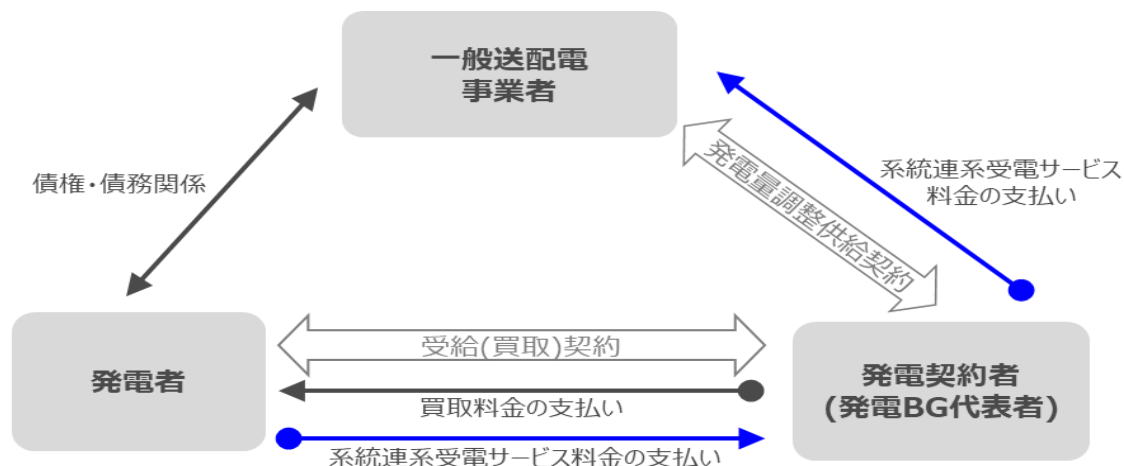 一般送配電
事業者
債権・債務関係
発電量調整供給契約
系統連系受電サービス
料金の支払い
発電者
受給(買取)契約
買取料金の支払い
系統連系受電サービス料金の支払い
発電契約者
(発電BG代表者)